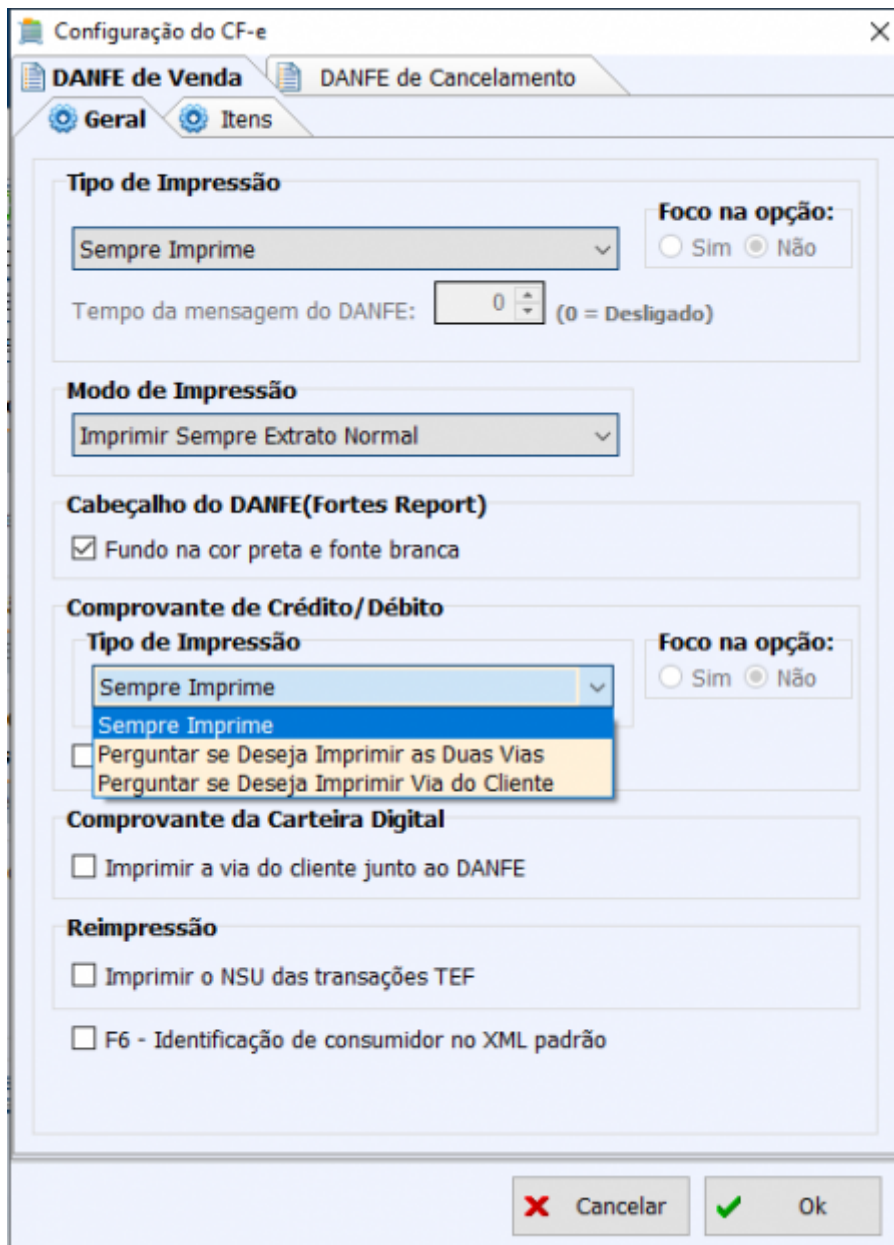 Configuração do CF-e
DANFE de Venda
DANFE de Cancelamento
Geral
Itens
Tipo de Impressão
Sempre Imprime
Foco na opção:
Sim
Não
Tempo da mensagem do DANFE:
0
(0 = Desligado)
Modo de Impressão
Imprimir Sempre Extrato Normal
Cabeçalho do DANFE(Fortes Report)
Fundo na cor preta e fonte branca
Comprovante de Crédito/Débito
Tipo de Impressão
Sempre Imprime
Foco na opção:
Sim
Não
Sempre Imprime
Perguntar se Deseja Imprimir as Duas Vias
Perguntar se Deseja Imprimir Via do Cliente
Comprovante da Carteira Digital
Imprimir a via do cliente junto ao DANFE
Reimpressão
Imprimir o NSU das transações TEF
F6 - Identificação de consumidor no XML padrão
Cancelar
Ok